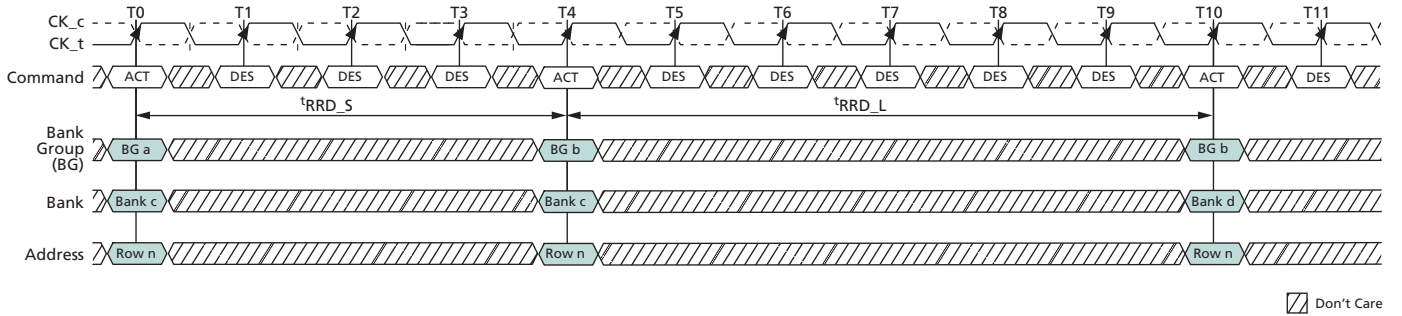 T0 T1 T2 T3 T4 T5 T6 T7 T8 T9 T10 T11
CK_c
CK_t
Command ACT DES DES DES ACT DES DES DES DES DES ACT DES
tRRD_S tRRD_L
Bank
Group
(BG)
BG a BG b BG b
Bank Bank c Bank c Bank d
Address Row n Row n Row n
Don't Care